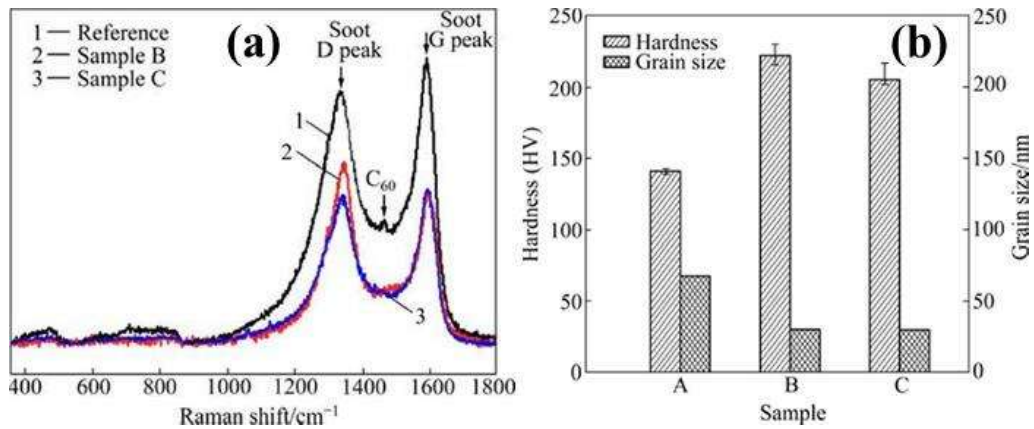 1 — Reference
2 — Sample B
3 — Sample C
Soot
D peak
(a)
Soot
G peak
1
2
C₆₀
3
400 600 800 1000 1200 1400 1600 1800
Raman shift/cm⁻¹
(b)
Hardness
Grain size
250
200
150
100
50
0
Hardness (HV)
250
200
150
100
50
0
Grain size/nm
A B C
Sample